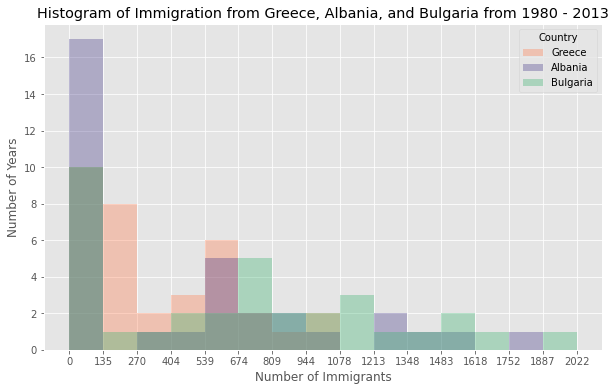 Histogram of Immigration from Greece, Albania, and Bulgaria from 1980 - 2013
Country
Greece
Albania
Bulgaria
Number of Years
16
14
12
10
8
6
4
2
0
0 135 270 404 539 674 809 944 1078 1213 1348 1483 1618 1752 1887 2022
Number of Immigrants